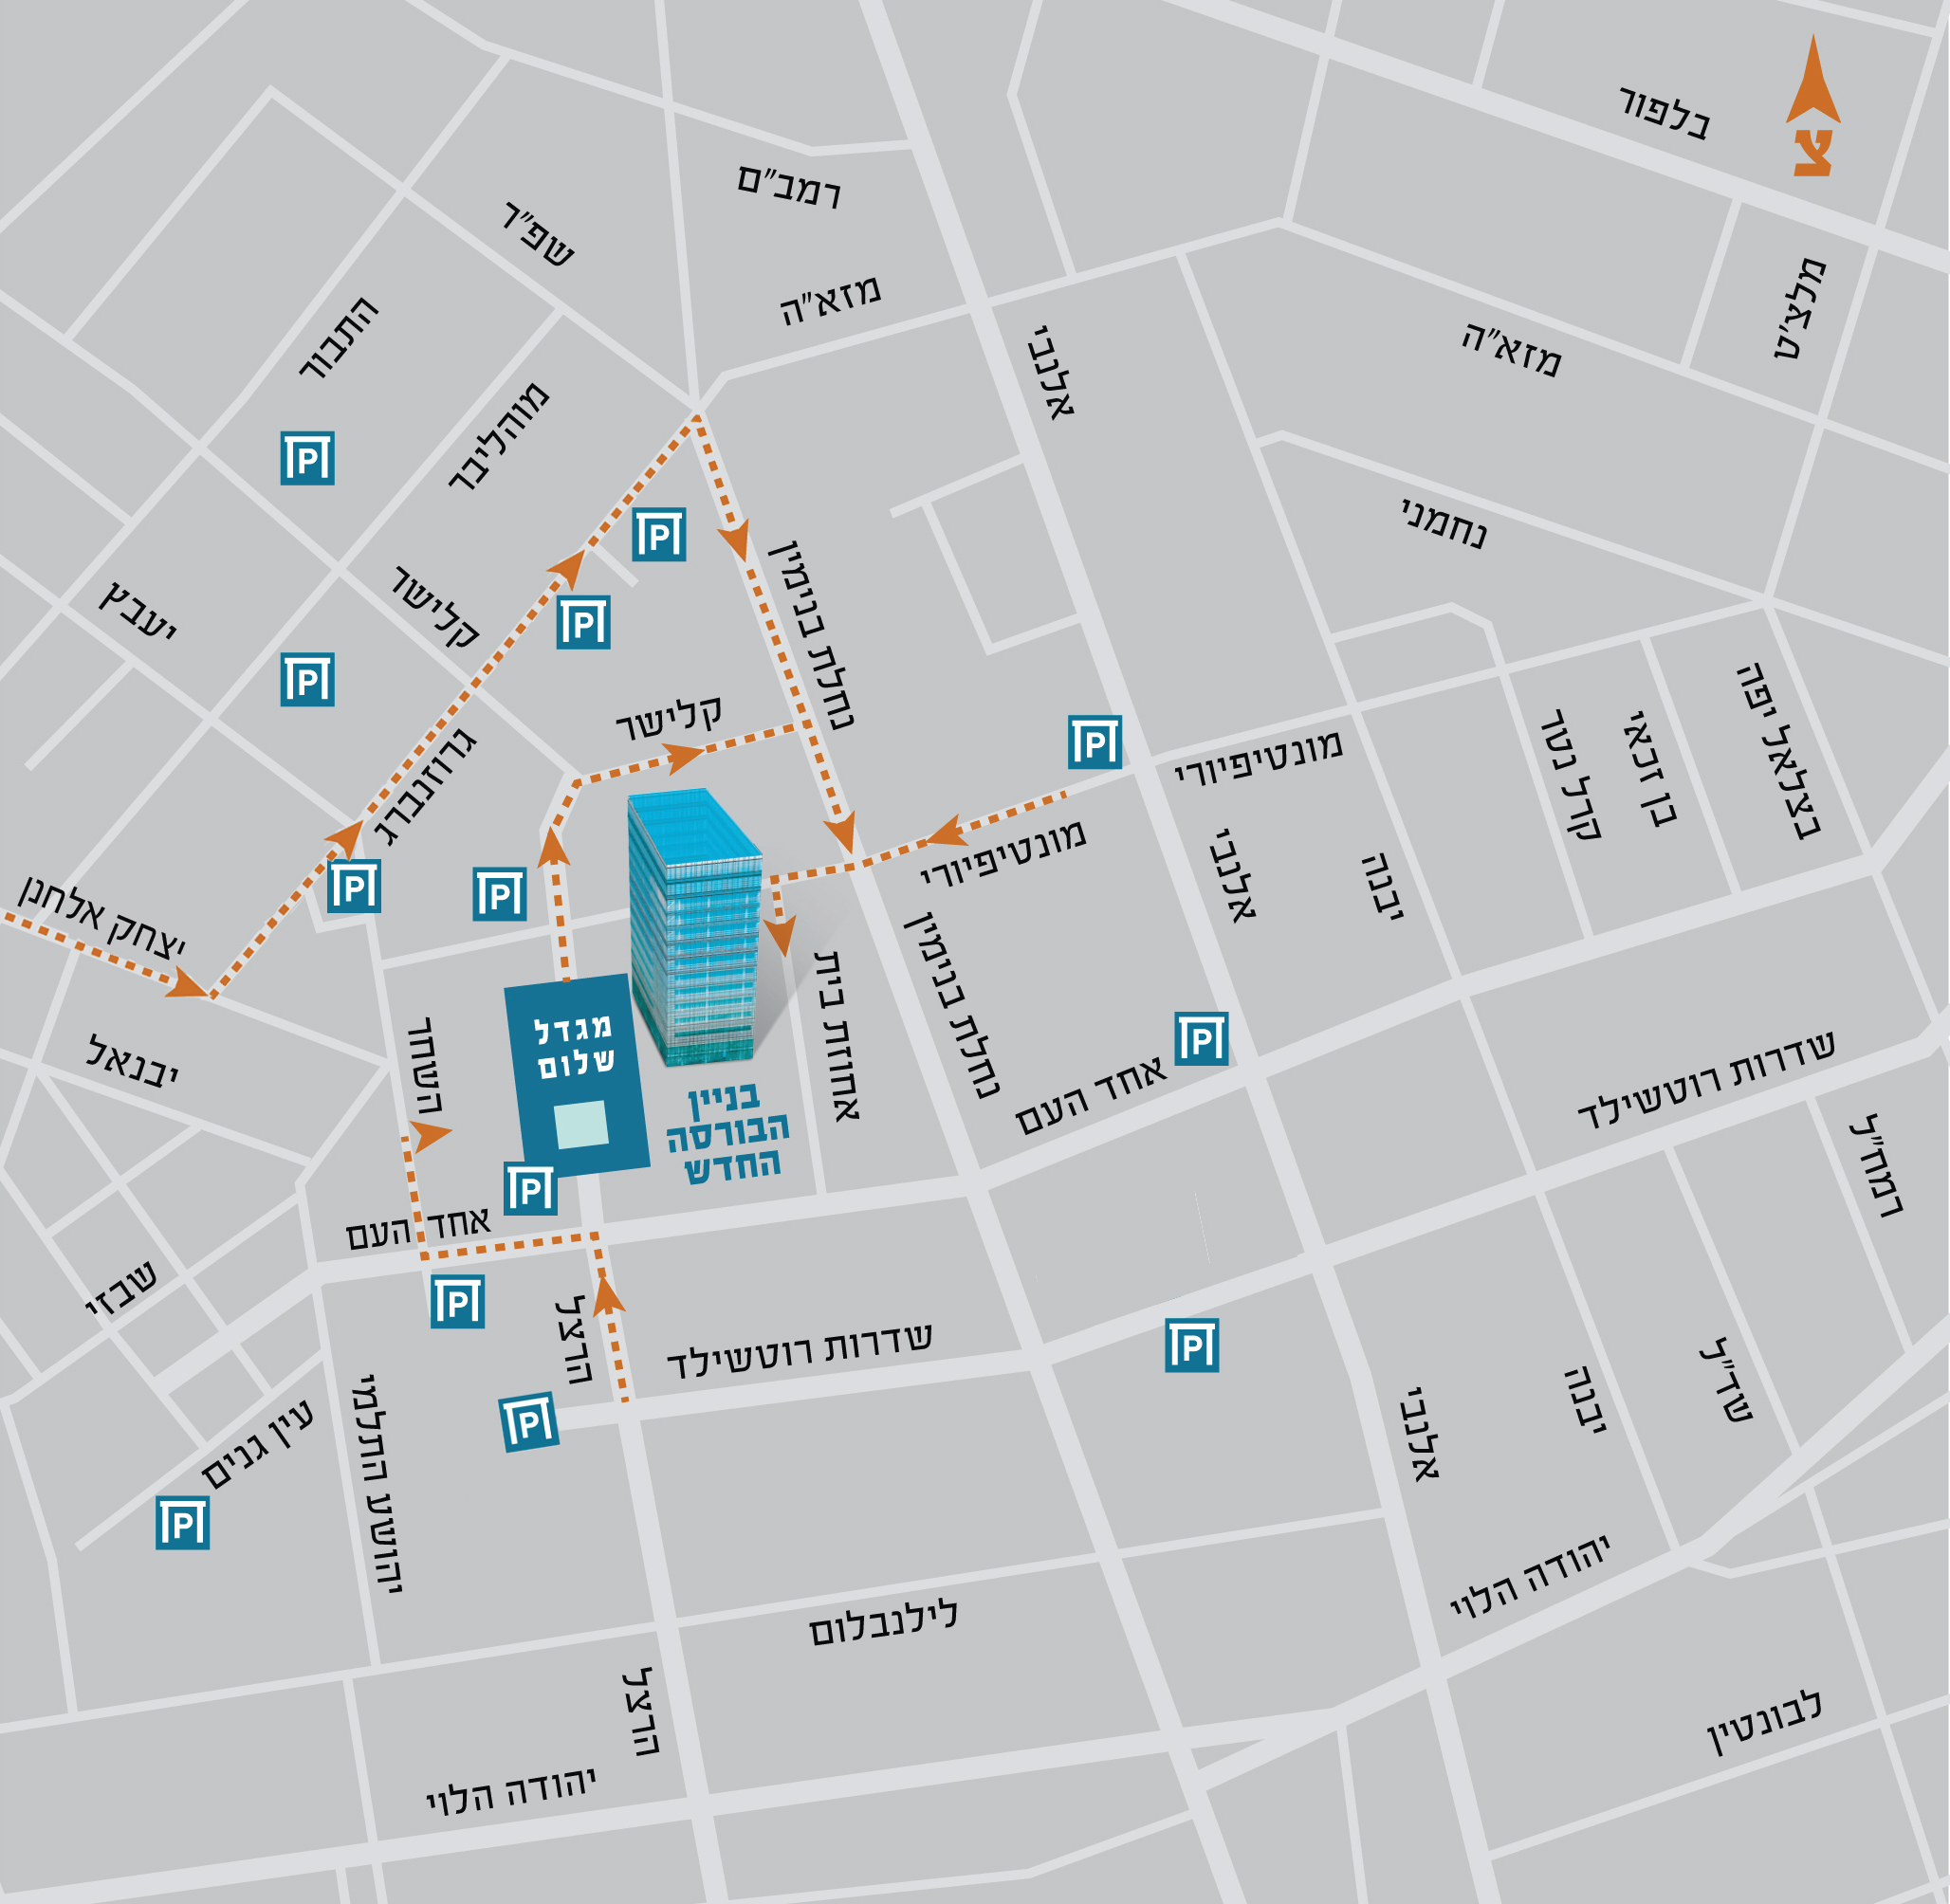 בלפור
צ
רמב"ם
שפ"ר
מזא"ה
מלצ'ט
התבור
אלנבי
מזא"ה
מוהליבר
P
נחמני
P
נחלת בנימין
קלישר
יעבץ
P
P
קלישר
בצלאל יפה
בן זכאי
קרל נטר
P
מונטיפיורי
גרוזנברג
מונטיפיורי
אלנבי
יבנה
P
P
יצחק אלחנן
נחלת בנימין
אחוזת בית
מגדל
שלום
השחר
יבנאל
P
אחד העם
שדרות רוטשילד
בניין
הבורסה
החדש
רמח"ל
P
אחד העם
שבזי
P
הרצל
שדרות רוטשילד
P
שד"ל
יבנה
אלנבי
P
יהושע התלמי
עין גנים
P
יהודה הלוי
לילנבלום
הרצל
לבונטין
יהודה הלוי